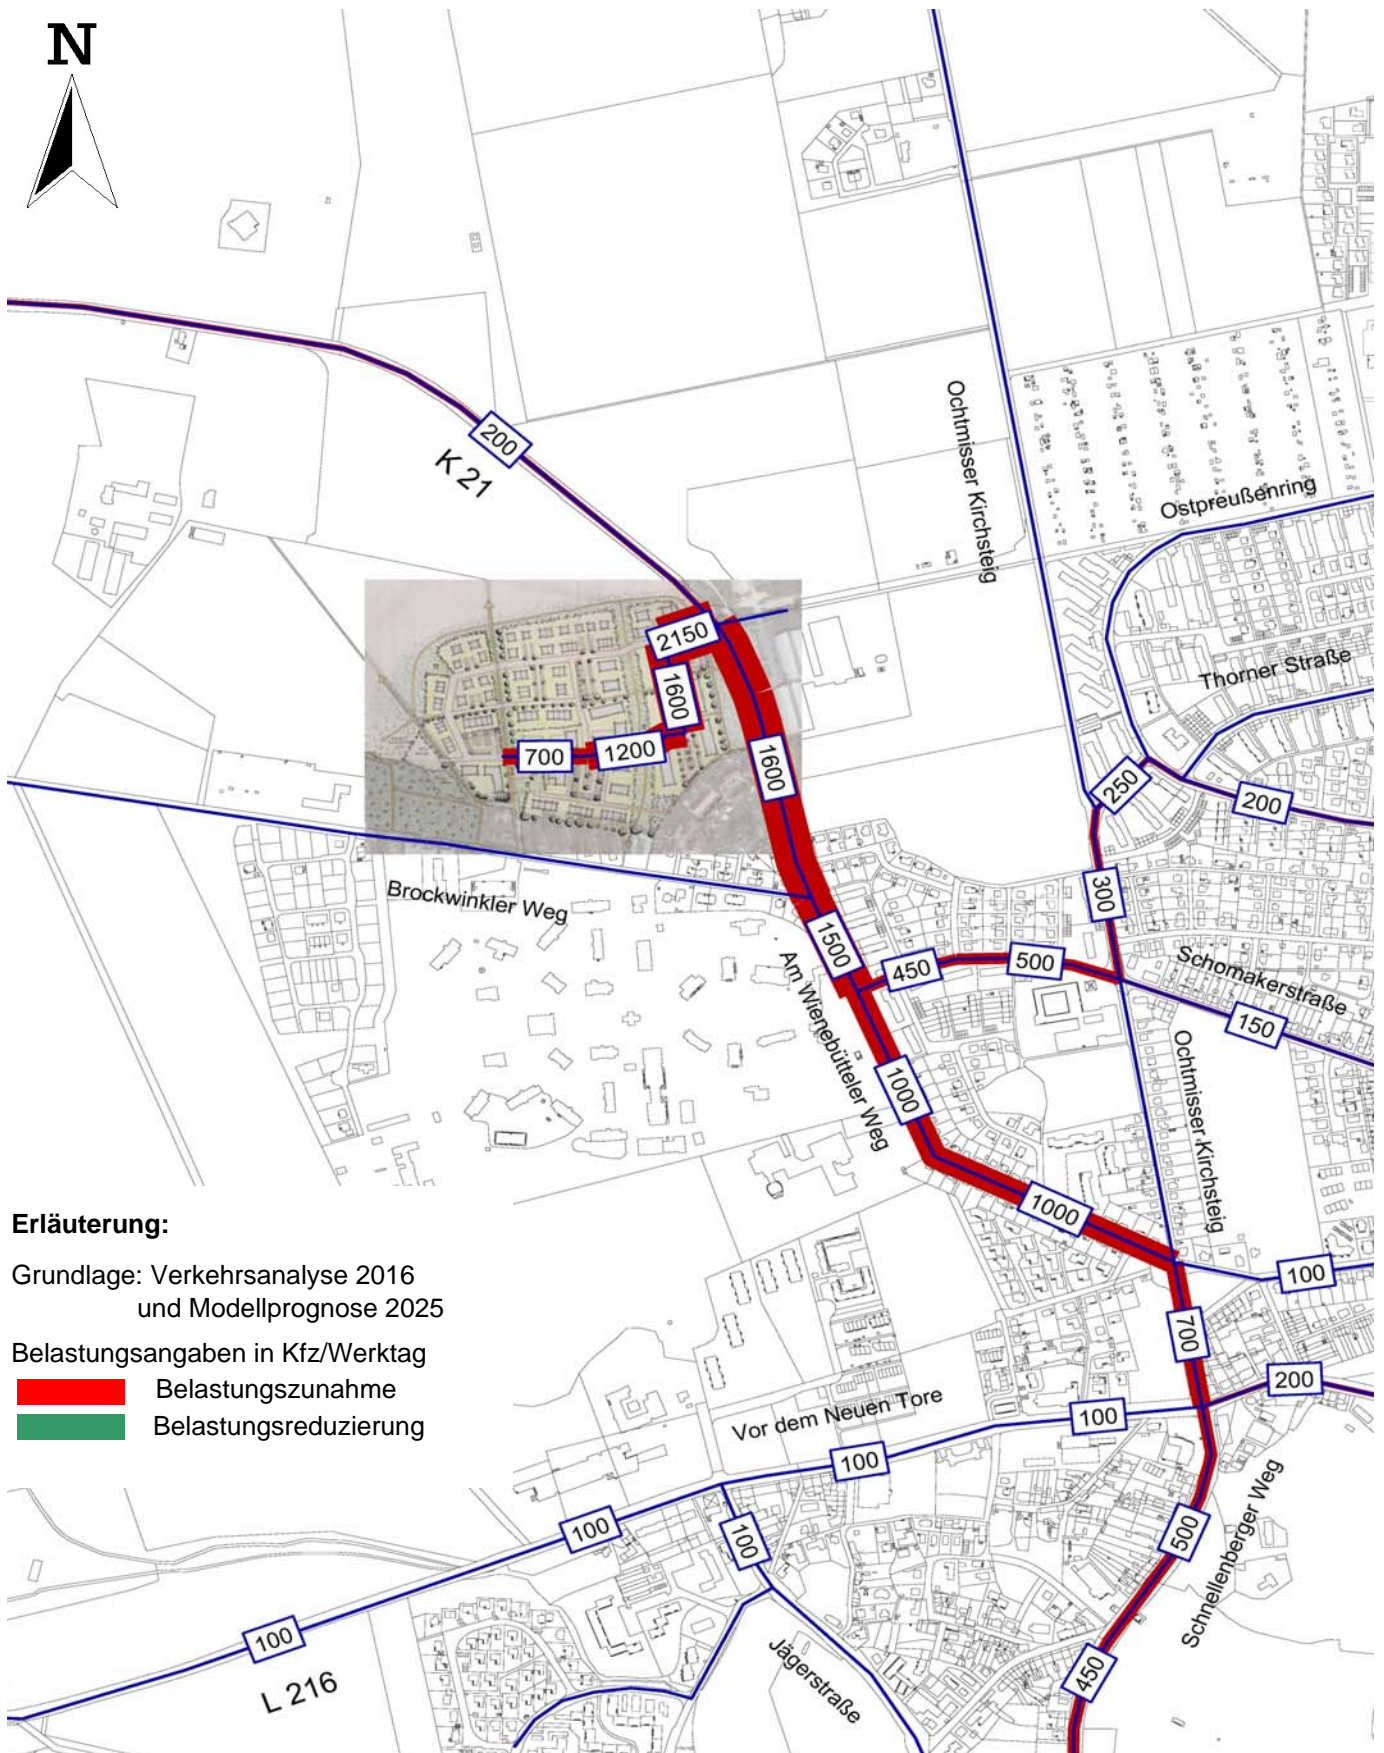 N
200
K 21
Ochtmisser Kirchsteig
Ostpreußenring
2150
1600
700
1200
1600
Thorner Straße
250
200
300
Brockwinkler Weg
1500
450
500
Schomakerstraße
150
Am Wienebütteler Weg
1000
Ochtmisser Kirchsteig
1000
100
700
200
Erläuterung:
Grundlage: Verkehrsanalyse 2016
und Modellprognose 2025
Belastungsangaben in Kfz/Werktag
Belastungszunahme
Belastungsreduzierung
Vor dem Neuen Tore
100
100
100
100
500
Schnellenberger Weg
100
L 216
Jägerstraße
450